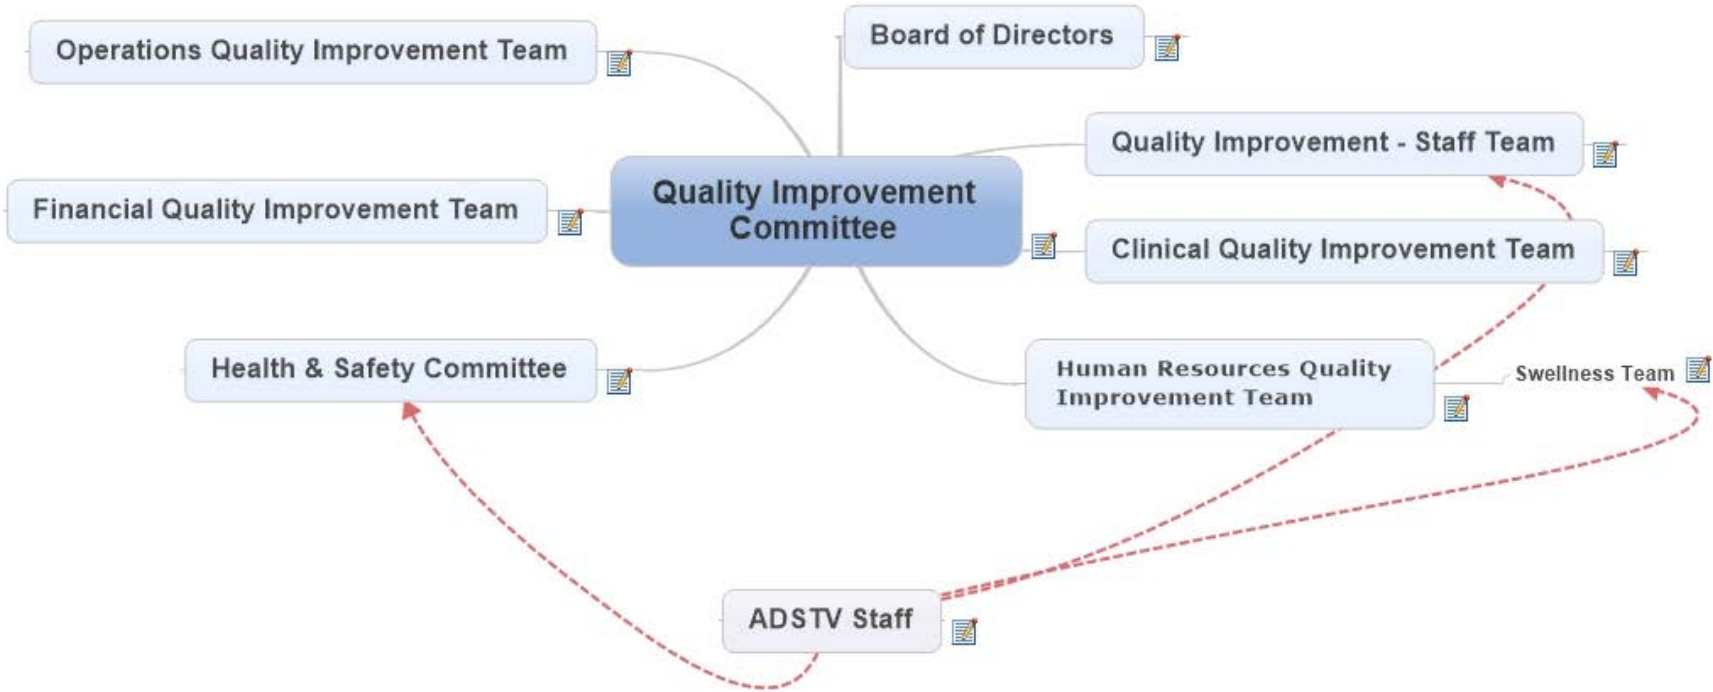 Operations Quality Improvement Team
Board of Directors
Quality Improvement - Staff Team
Quality Improvement
Committee
Financial Quality Improvement Team
Clinical Quality Improvement Team
Health & Safety Committee
Human Resources Quality
Improvement Team
Swellness Team
ADSTV Staff